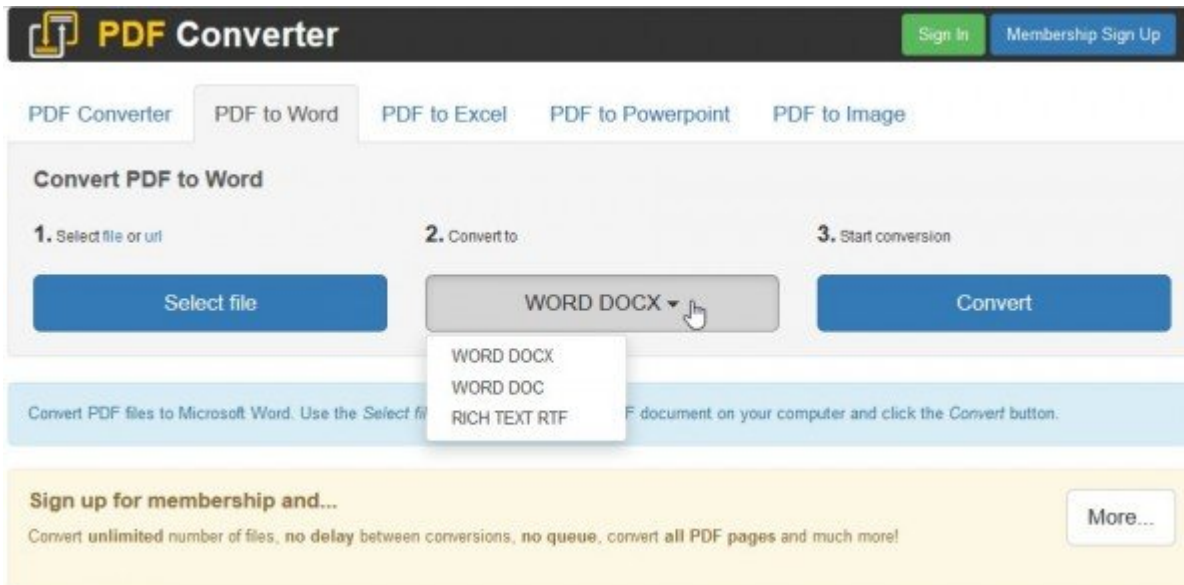 PDF Converter
Sign In
Membership Sign Up
PDF Converter
PDF to Word
PDF to Excel
PDF to Powerpoint
PDF to Image
Convert PDF to Word
1. Select file or url
2. Convert to
3. Start conversion
Select file
WORD DOCX
Convert
WORD DOCX
WORD DOC
RICH TEXT RTF
Convert PDF files to Microsoft Word. Use the Select document on your computer and click the Convert button.
Sign up for membership and...
Convert unlimited number of files, no delay between conversions, no queue, convert all PDF pages and much more!
More...